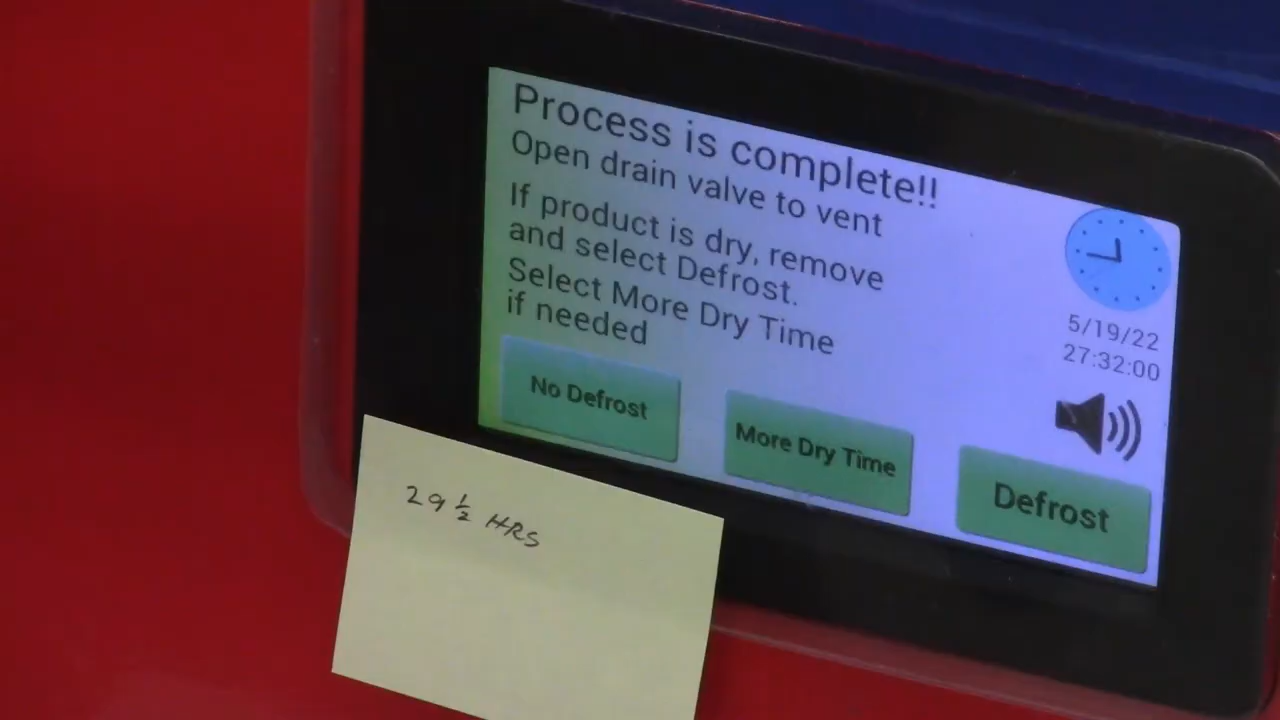 Process is complete!!
Open drain valve to vent
If product is dry, remove
and select Defrost.
Select More Dry Time
if needed
5/19/22
27:32:00
No Defrost
More Dry Time
Defrost
29 ½ HRS